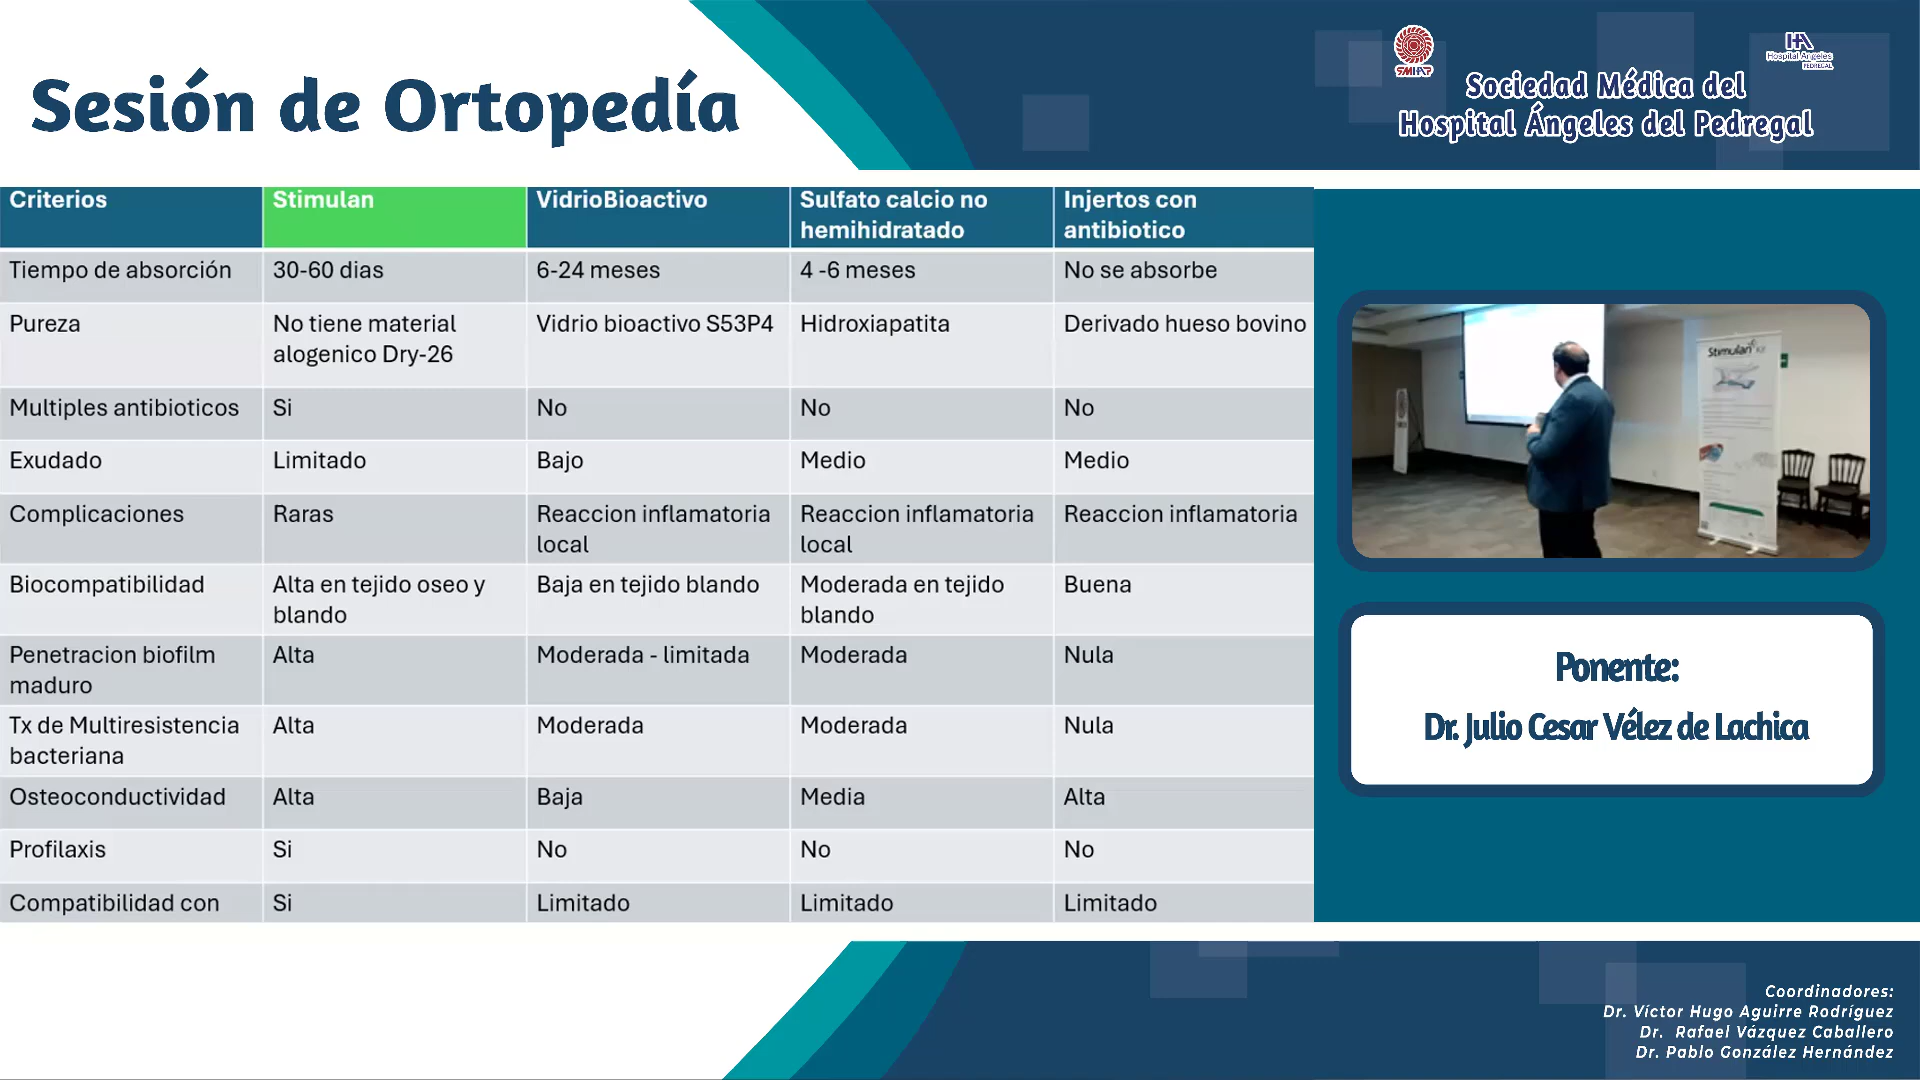 Sesión de Ortopedía
SMHAP
HA
Hospital Angeles
PEDREGAL
Sociedad Médica del
Hospital Ángeles del Pedregal
Criterios Stimulan VidrioBioactivo Sulfato calcio no hemihidratado Injertos con antibiotico
Tiempo de absorción 30-60 dias 6-24 meses 4 -6 meses No se absorbe
Pureza No tiene material alogenico Dry-26 Vidrio bioactivo S53P4 Hidroxiapatita Derivado hueso bovino
Multiples antibioticos Si No No No
Exudado Limitado Bajo Medio Medio
Complicaciones Raras Reaccion inflamatoria local Reaccion inflamatoria local Reaccion inflamatoria
Biocompatibilidad Alta en tejido oseo y blando Baja en tejido blando Moderada en tejido blando Buena
Penetracion biofilm maduro Alta Moderada - limitada Moderada Nula
Tx de Multiresistencia bacteriana Alta Moderada Moderada Nula
Osteoconductividad Alta Baja Media Alta
Profilaxis Si No No No
Compatibilidad con Si Limitado Limitado Limitado
Stimulan
Ponente:
Dr. Julio Cesar Vélez de Lachica
Coordinadores:
Dr. Víctor Hugo Aguirre Rodríguez
Dr. Rafael Vázquez Caballero
Dr. Pablo González Hernández